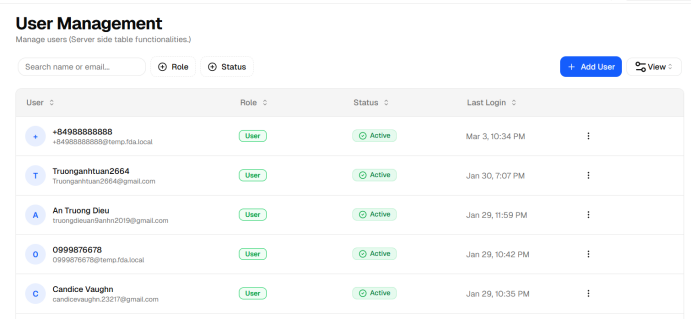 User Management
Manage users (Server side table functionalities.)
Search name or email...
Role
Status
Add User
View
User Role Status Last Login
+ +84988888888 User Active Mar 3, 10:34 PM
+84988888888@temp.fda.local
T Truonganhtuan2664 User Active Jan 30, 7:07 PM
Truonganhtuan2664@gmail.com
A An Truong Dieu User Active Jan 29, 11:59 PM
truongdieuan9anhn2019@gmail.com
0 0999876678 User Active Jan 29, 10:42 PM
0999876678@temp.fda.local
C Candice Vaughn User Active Jan 29, 10:35 PM
candicevaughn.23217@gmail.com